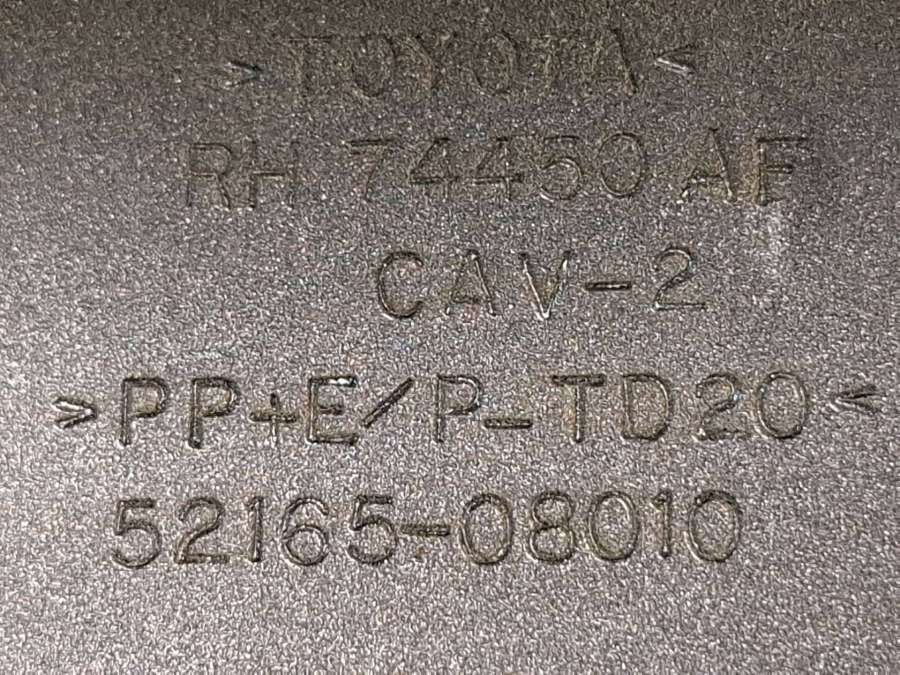 >TOYOTA<
RH 74450 AF
CAV-2
>PP+E/P-TD20<
52165-08010